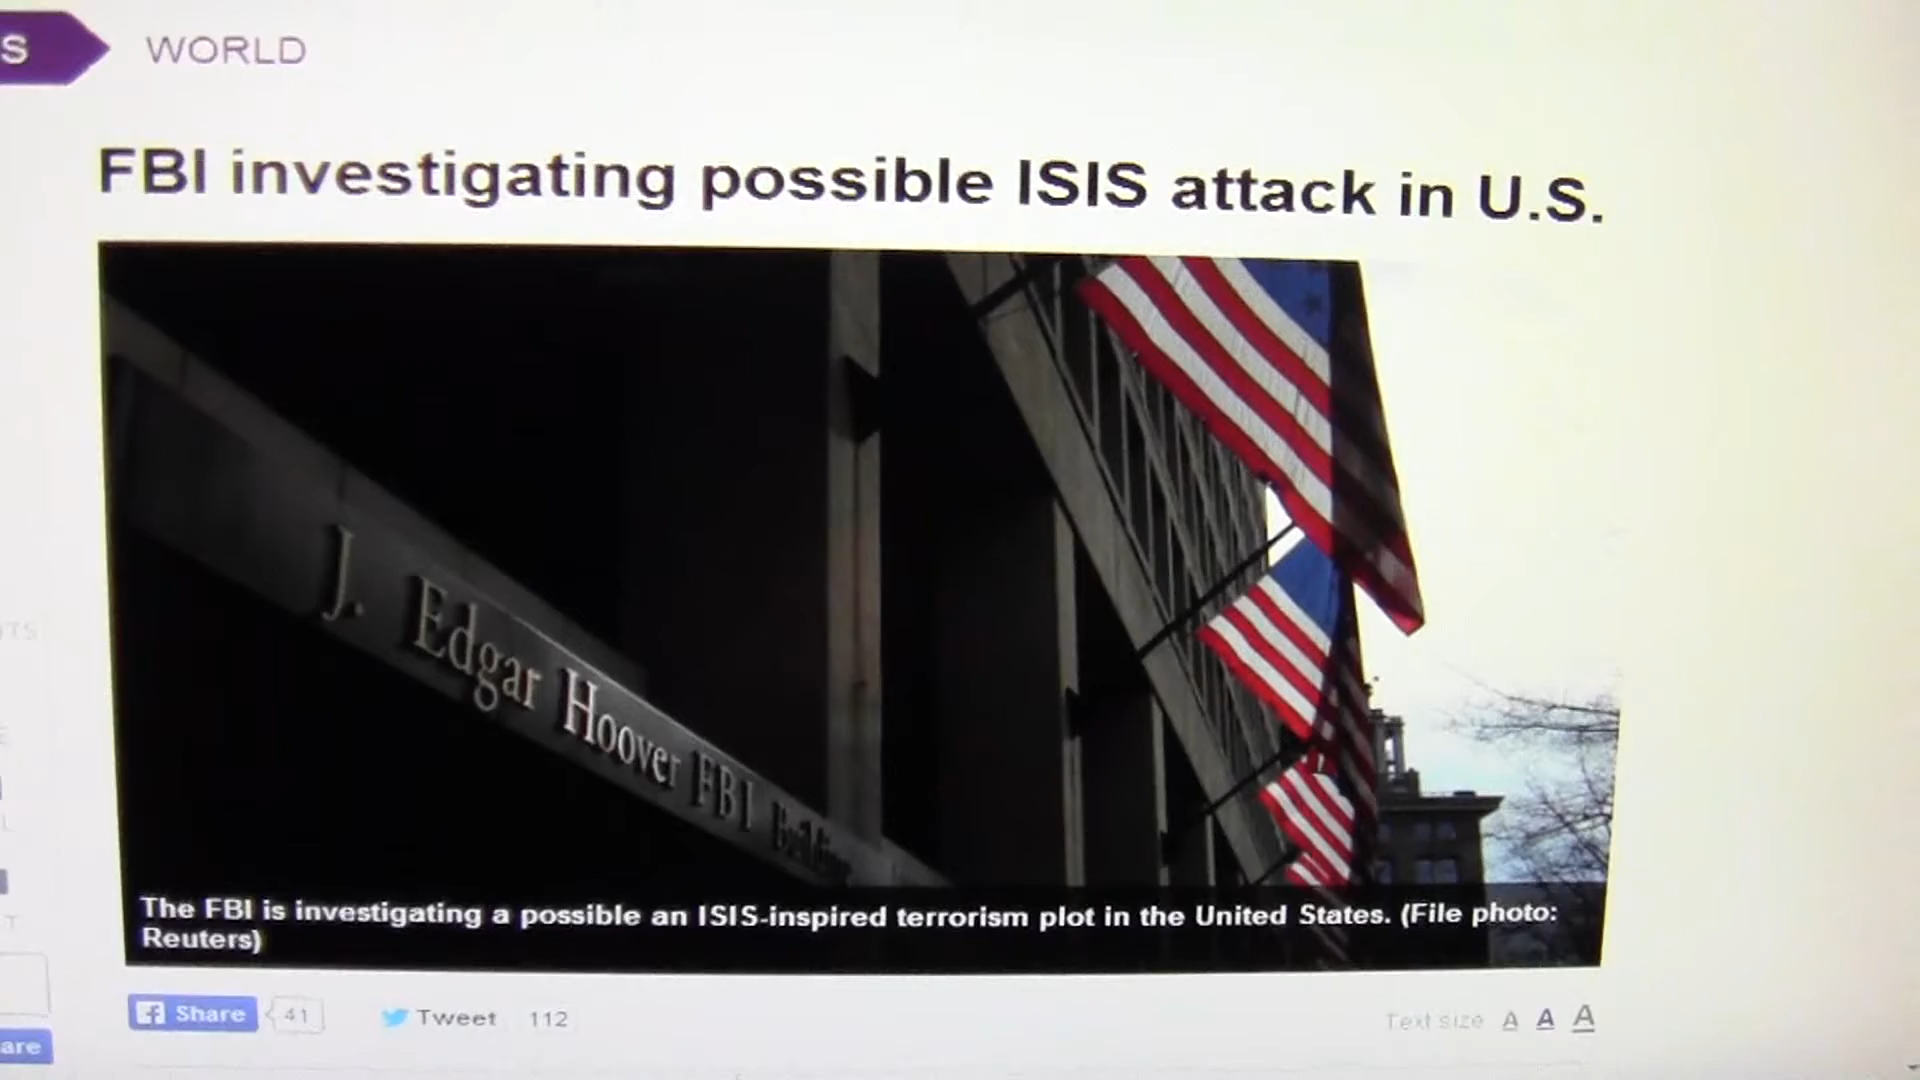 S
WORLD
FBI investigating possible ISIS attack in U.S.
J. Edgar Hoover FBI Building
The FBI is investigating a possible an ISIS-inspired terrorism plot in the United States. (File photo:
Reuters)
Share 41 Tweet 112
Text size A A A
are